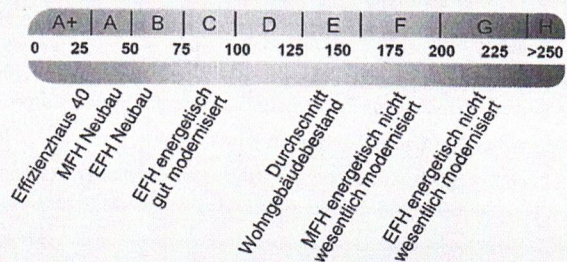 A+ A B C D E F G H
0 25 50 75 100 125 150 175 200 225 >250
Effizienzhaus 40
MFH Neubau
EFH Neubau
EFH energetisch
gut modernisiert
Durchschnitt
Wohngebäudebestand
MFH energetisch nicht
wesentlich modernisiert
EFH energetisch nicht
wesentlich modernisiert